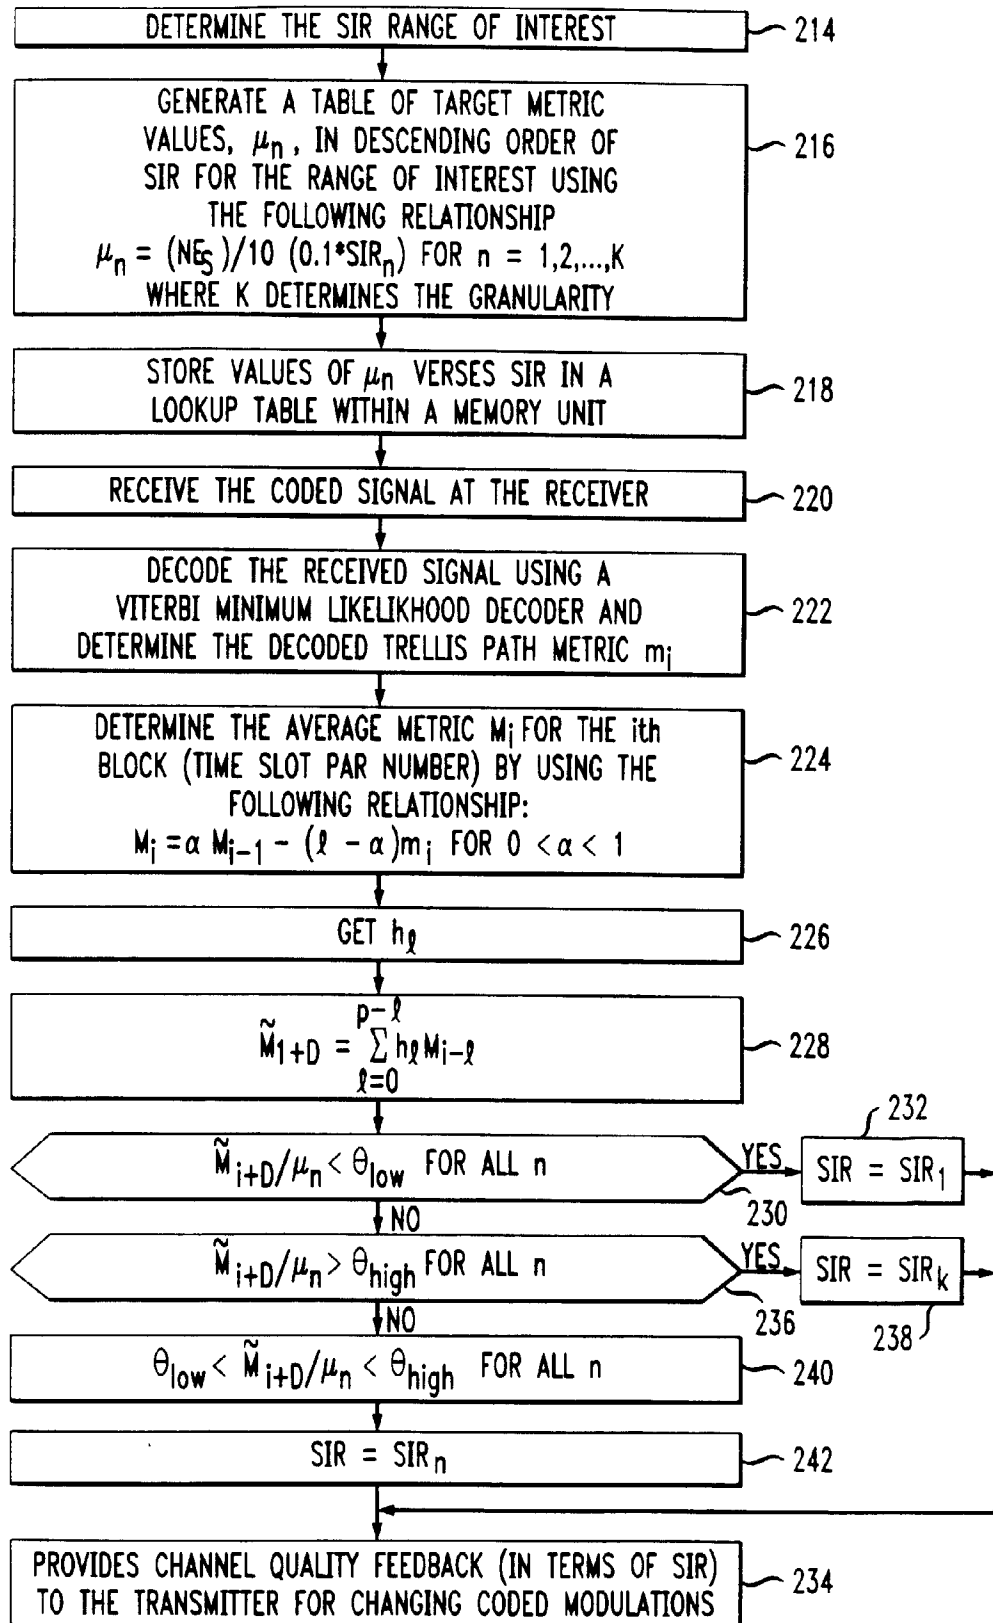 DETERMINE THE SIR RANGE OF INTEREST
214
GENERATE A TABLE OF TARGET METRIC
VALUES, μn, IN DESCENDING ORDER OF
SIR FOR THE RANGE OF INTEREST USING
THE FOLLOWING RELATIONSHIP
μn = (NES)/10 (0.1*SIRn) FOR n = 1,2,...,K
WHERE K DETERMINES THE GRANULARITY
216
STORE VALUES OF μn VERSES SIR IN A
LOOKUP TABLE WITHIN A MEMORY UNIT
218
RECEIVE THE CODED SIGNAL AT THE RECEIVER
220
DECODE THE RECEIVED SIGNAL USING A
VITERBI MINIMUM LIKELIKHOOD DECODER AND
DETERMINE THE DECODED TRELLIS PATH METRIC mi
222
DETERMINE THE AVERAGE METRIC Mi FOR THE ith
BLOCK (TIME SLOT PAR NUMBER) BY USING THE
FOLLOWING RELATIONSHIP:
Mi = α Mi-1 - (ℓ - α)mi FOR 0 < α < 1
224
GET hℓ
226
p-ℓ
M̃1+D = Σ hℓMi-ℓ
ℓ=0
228
M̃i+D/μn < θlow FOR ALL n
YES
230
232
SIR = SIR1
NO
M̃i+D/μn > θhigh FOR ALL n
YES
236
SIR = SIRk
238
NO
θlow < M̃i+D/μn < θhigh FOR ALL n
240
SIR = SIRn
242
PROVIDES CHANNEL QUALITY FEEDBACK (IN TERMS OF SIR)
TO THE TRANSMITTER FOR CHANGING CODED MODULATIONS
234